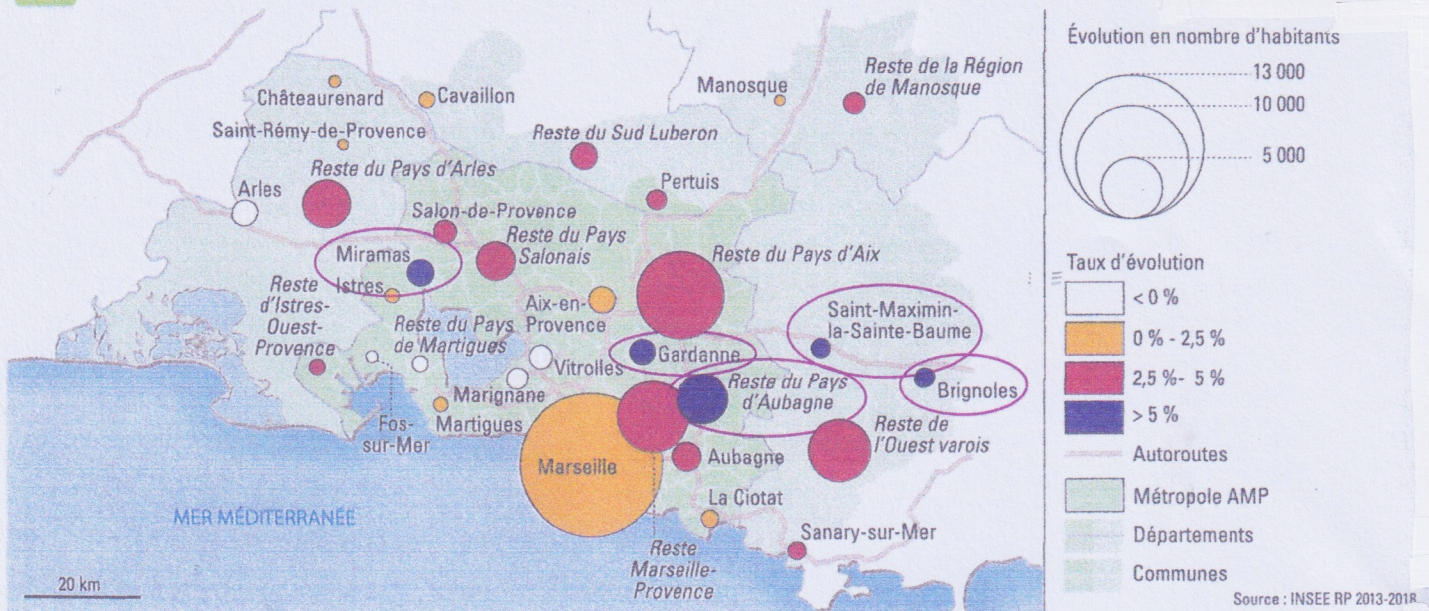 Châteaurenard
Cavaillon
Manosque
Reste de la Région
de Manosque
Saint-Rémy-de-Provence
Reste du Sud Luberon
Reste du Pays d'Arles
Pertuis
Arles
Salon-de-Provence
Reste du Pays
Salonais
Miramas
Istres
Reste du Pays d'Aix
Reste
d'Istres-
Ouest-
Provence
Aix-en-
Provence
Saint-Maximin-
la-Sainte-Baume
Reste du Pays
de Martigues
Vitrolles
Gardanne
Marignane
Martigues
Reste du Pays
d'Aubagne
Brignoles
Fos-
sur-Mer
Marseille
Aubagne
Reste de
l'Ouest varois
La Ciotat
Sanary-sur-Mer
Reste
Marseille-
Provence
MER MÉDITERRANÉE
20 km
Évolution en nombre d'habitants
13 000
10 000
5 000
Taux d'évolution
< 0 %
0 % - 2,5 %
2,5 %- 5 %
> 5 %
Autoroutes
Métropole AMP
Départements
Communes
Source : INSEE RP 2013-2018